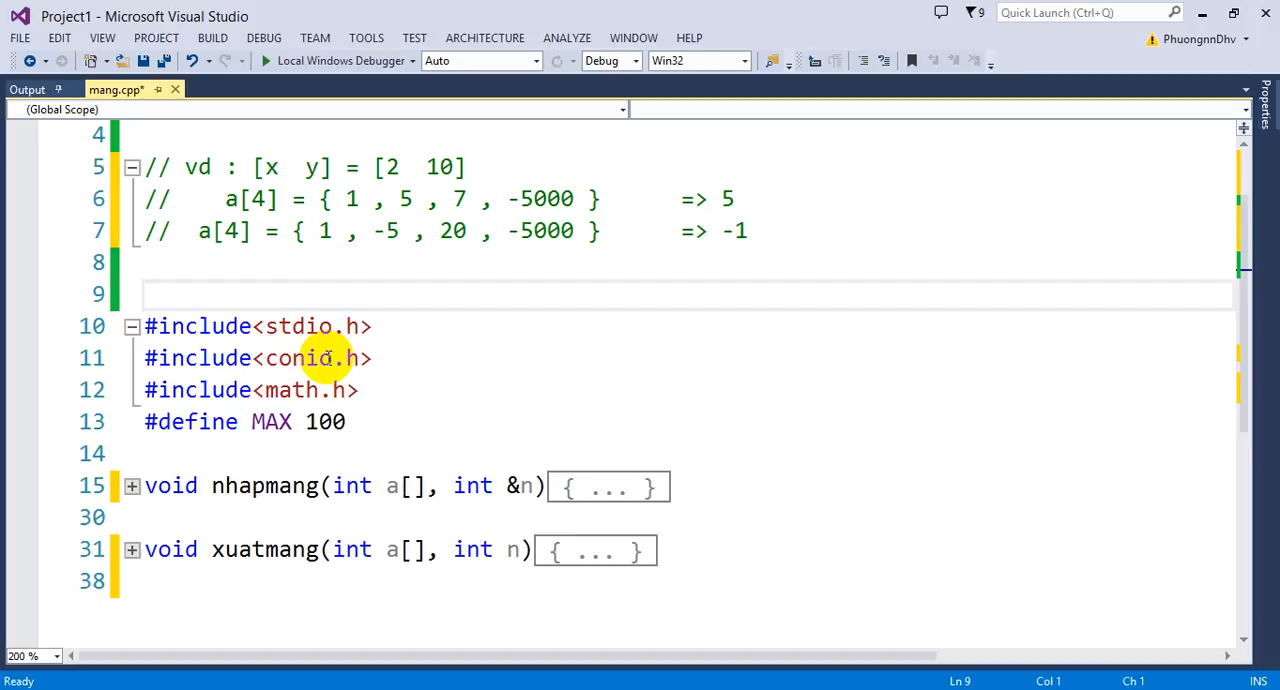 Project1 - Microsoft Visual Studio
9
Quick Launch (Ctrl+Q)
FILE EDIT VIEW PROJECT BUILD DEBUG TEAM TOOLS TEST ARCHITECTURE ANALYZE WINDOW HELP
PhuongnnDhv
Local Windows Debugger Auto Debug Win32
Output mang.cpp*
Properties
(Global Scope)
4
5 // vd : [x y] = [2 10]
6 // a[4] = { 1 , 5 , 7 , -5000 } => 5
7 // a[4] = { 1 , -5 , 20 , -5000 } => -1
8
9
10 #include<stdio.h>
11 #include<conio.h>
12 #include<math.h>
13 #define MAX 100
14
15 void nhapmang(int a[], int &n){ ... }
30
31 void xuatmang(int a[], int n){ ... }
38
200 %
Ready Ln 9 Col 1 Ch 1 INS